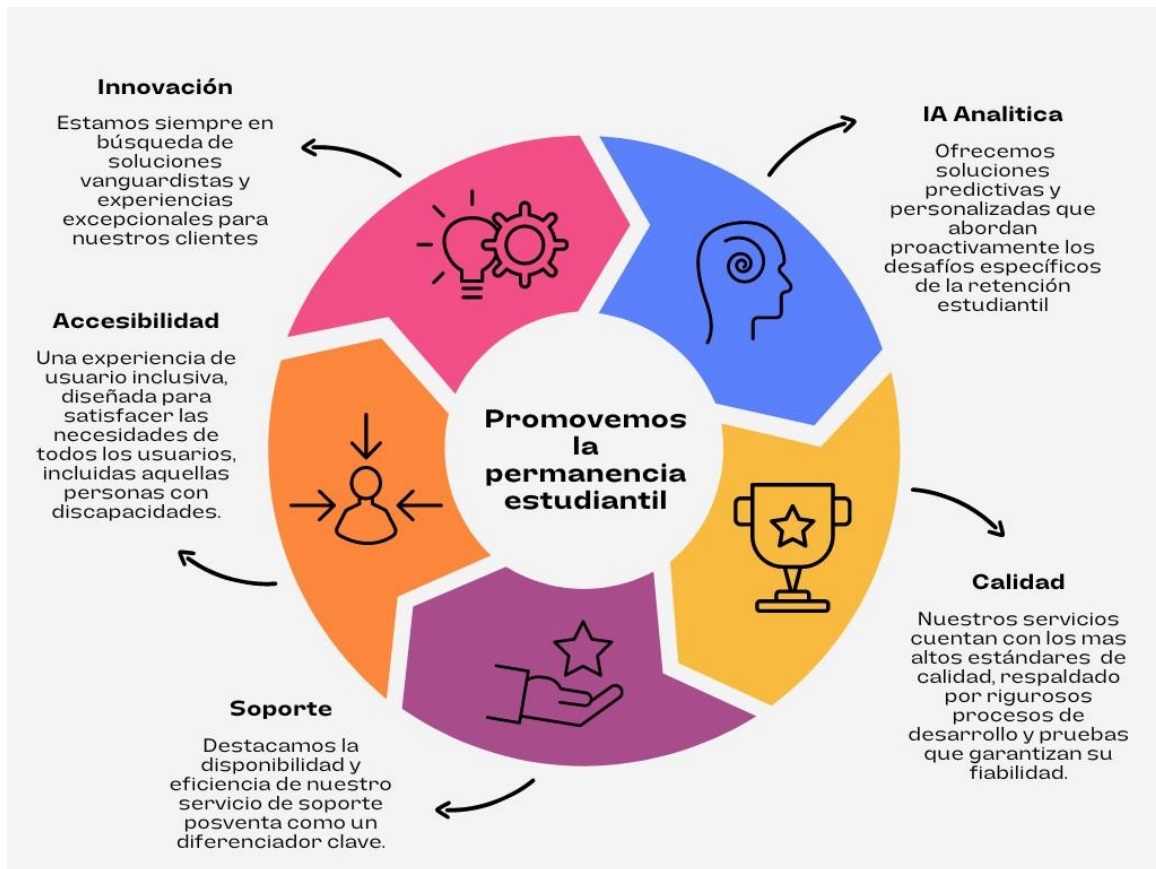 Innovación
Estamos siempre en
búsqueda de
soluciones
vanguardistas y
experiencias
excepcionales para
nuestros clientes
IA Analitica
Ofrecemos
soluciones
predictivas y
personalizadas que
abordan
proactivamente los
desafíos específicos
de la retención
estudiantil
Accesibilidad
Una experiencia de
usuario inclusiva,
diseñada para
satisfacer las
necesidades de
todos los usuarios,
incluidas aquellas
personas con
discapacidades.
Promovemos
la
permanencia
estudiantil
Calidad
Nuestros servicios
cuentan con los mas
altos estándares de
calidad, respaldado
por rigurosos
procesos de
desarrollo y pruebas
que garantizan su
fiabilidad.
Soporte
Destacamos la
disponibilidad y
eficiencia de nuestro
servicio de soporte
posventa como un
diferenciador clave.